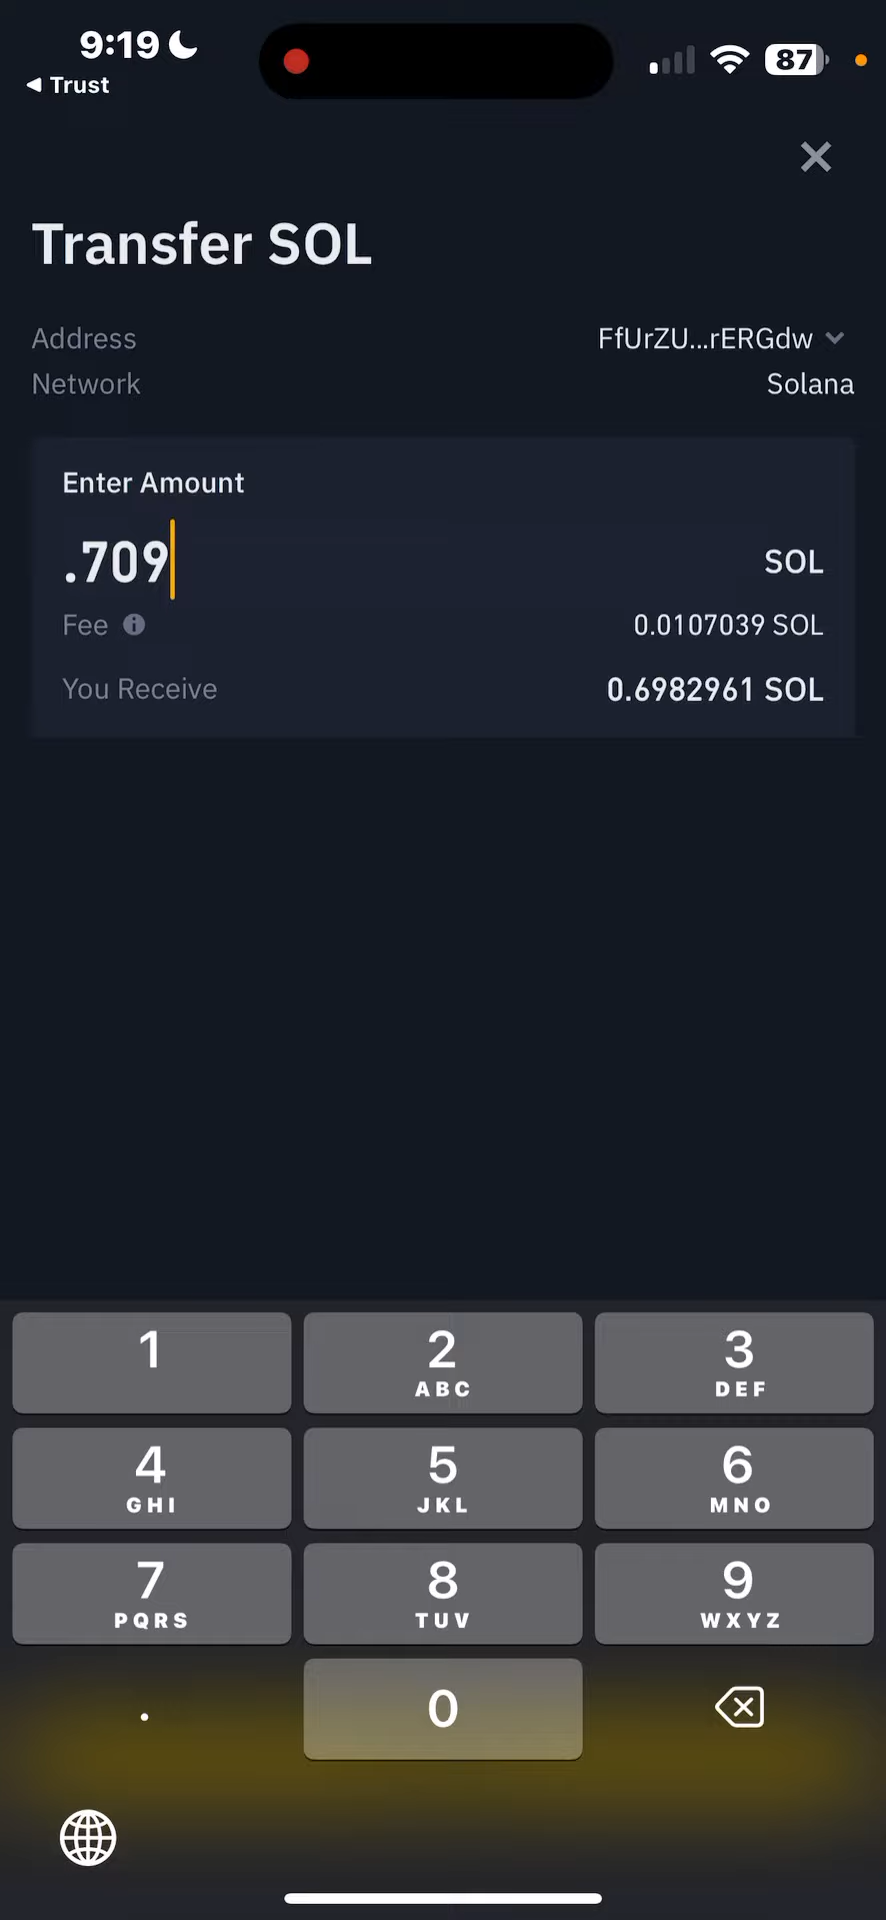 9:19
87
◀ Trust
Transfer SOL
Address FfUrZU...rERGdw
Network Solana
Enter Amount
.709 SOL
Fee 0.0107039 SOL
You Receive 0.6982961 SOL
1 2 3
ABC DEF
4 5 6
GHI JKL MNO
7 8 9
PQRS TUV WXYZ
. 0